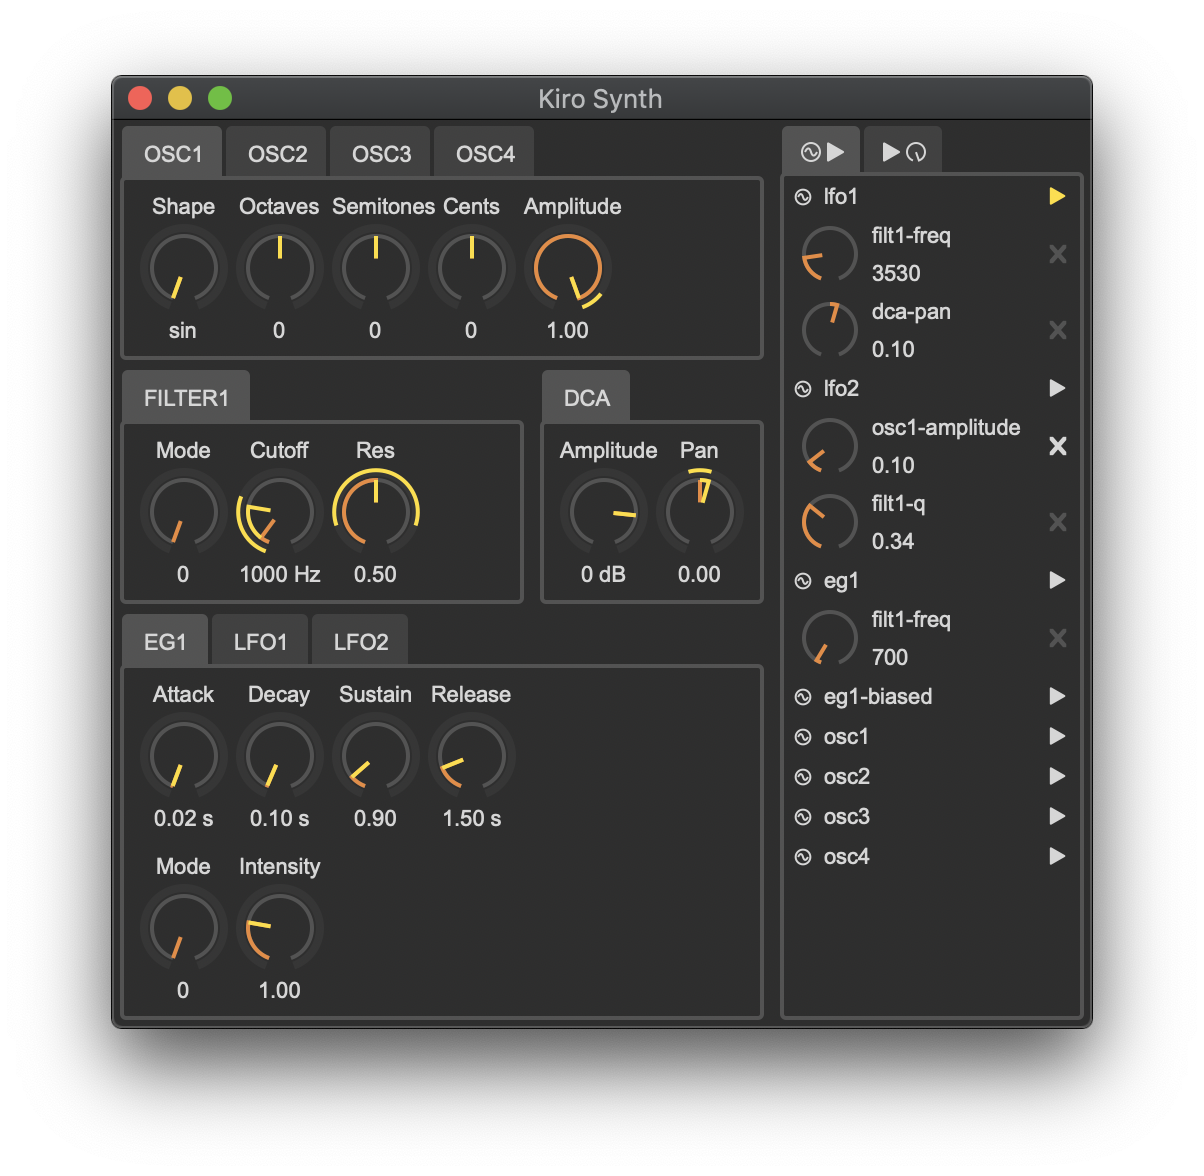 Kiro Synth
OSC1 OSC2 OSC3 OSC4
Shape Octaves Semitones Cents Amplitude
sin 0 0 0 1.00
FILTER1
Mode Cutoff Res
0 1000 Hz 0.50
DCA
Amplitude Pan
0 dB 0.00
EG1 LFO1 LFO2
Attack Decay Sustain Release
0.02 s 0.10 s 0.90 1.50 s
Mode Intensity
0 1.00
lfo1
filt1-freq
3530
dca-pan
0.10
lfo2
osc1-amplitude
0.10
filt1-q
0.34
eg1
filt1-freq
700
eg1-biased
osc1
osc2
osc3
osc4